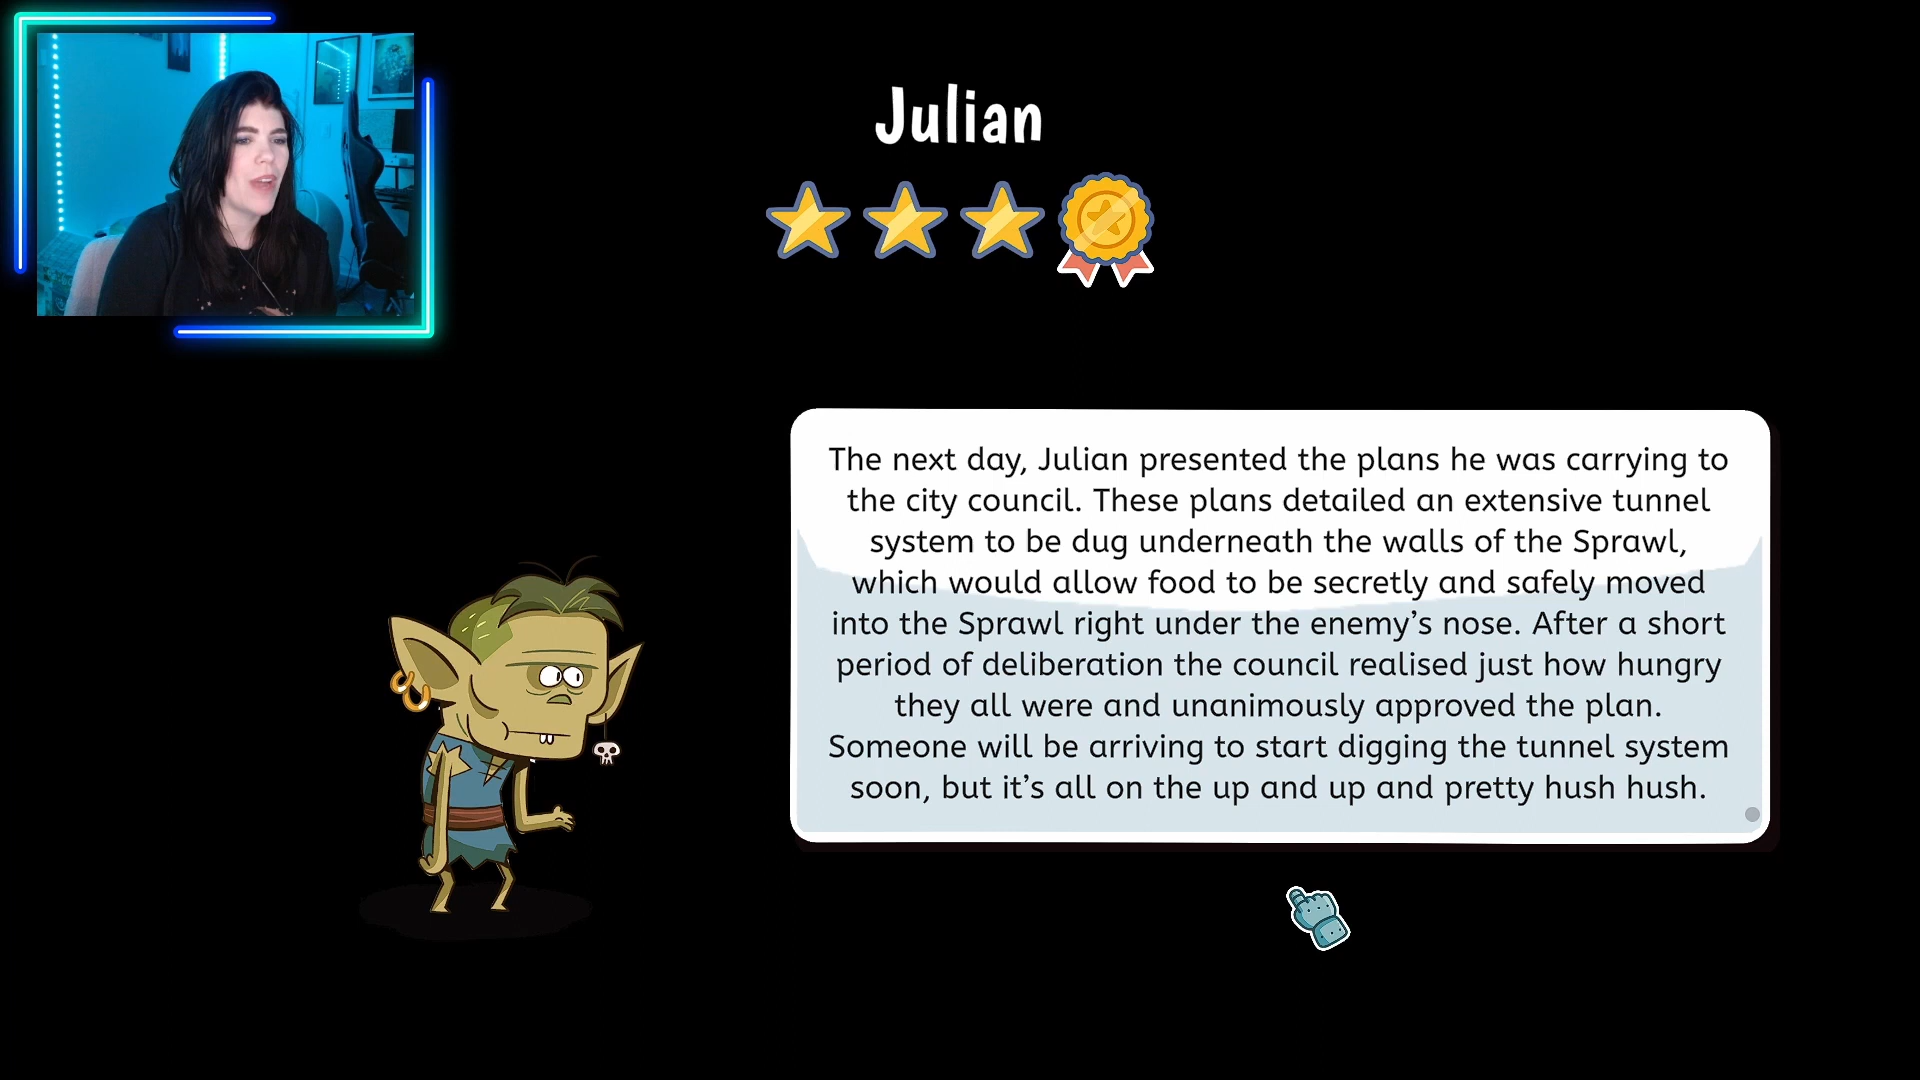 Julian
The next day, Julian presented the plans he was carrying to
the city council. These plans detailed an extensive tunnel
system to be dug underneath the walls of the Sprawl,
which would allow food to be secretly and safely moved
into the Sprawl right under the enemy’s nose. After a short
period of deliberation the council realised just how hungry
they all were and unanimously approved the plan.
Someone will be arriving to start digging the tunnel system
soon, but it’s all on the up and up and pretty hush hush.